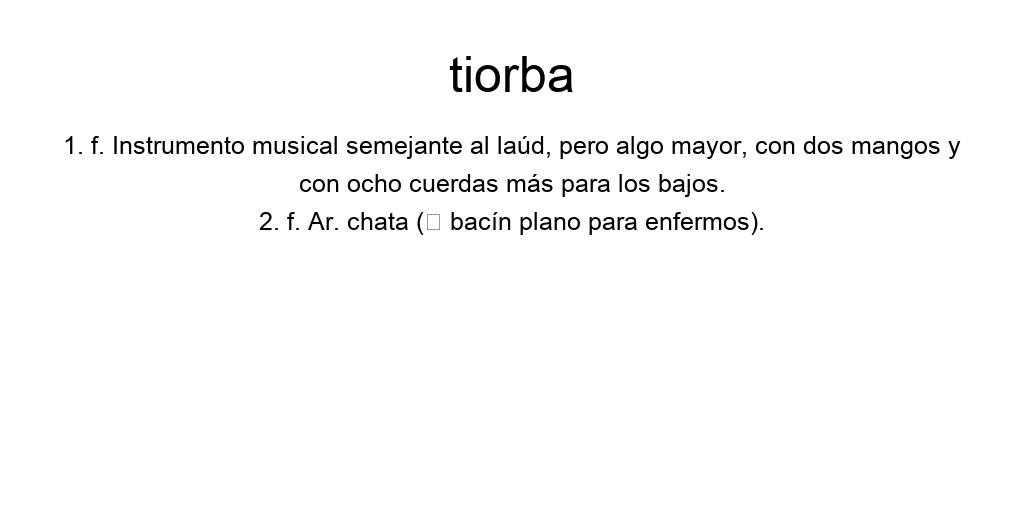 tiorba
1. f. Instrumento musical semejante al laúd, pero algo mayor, con dos mangos y
con ocho cuerdas más para los bajos.
2. f. Ar. chata (□ bacín plano para enfermos).